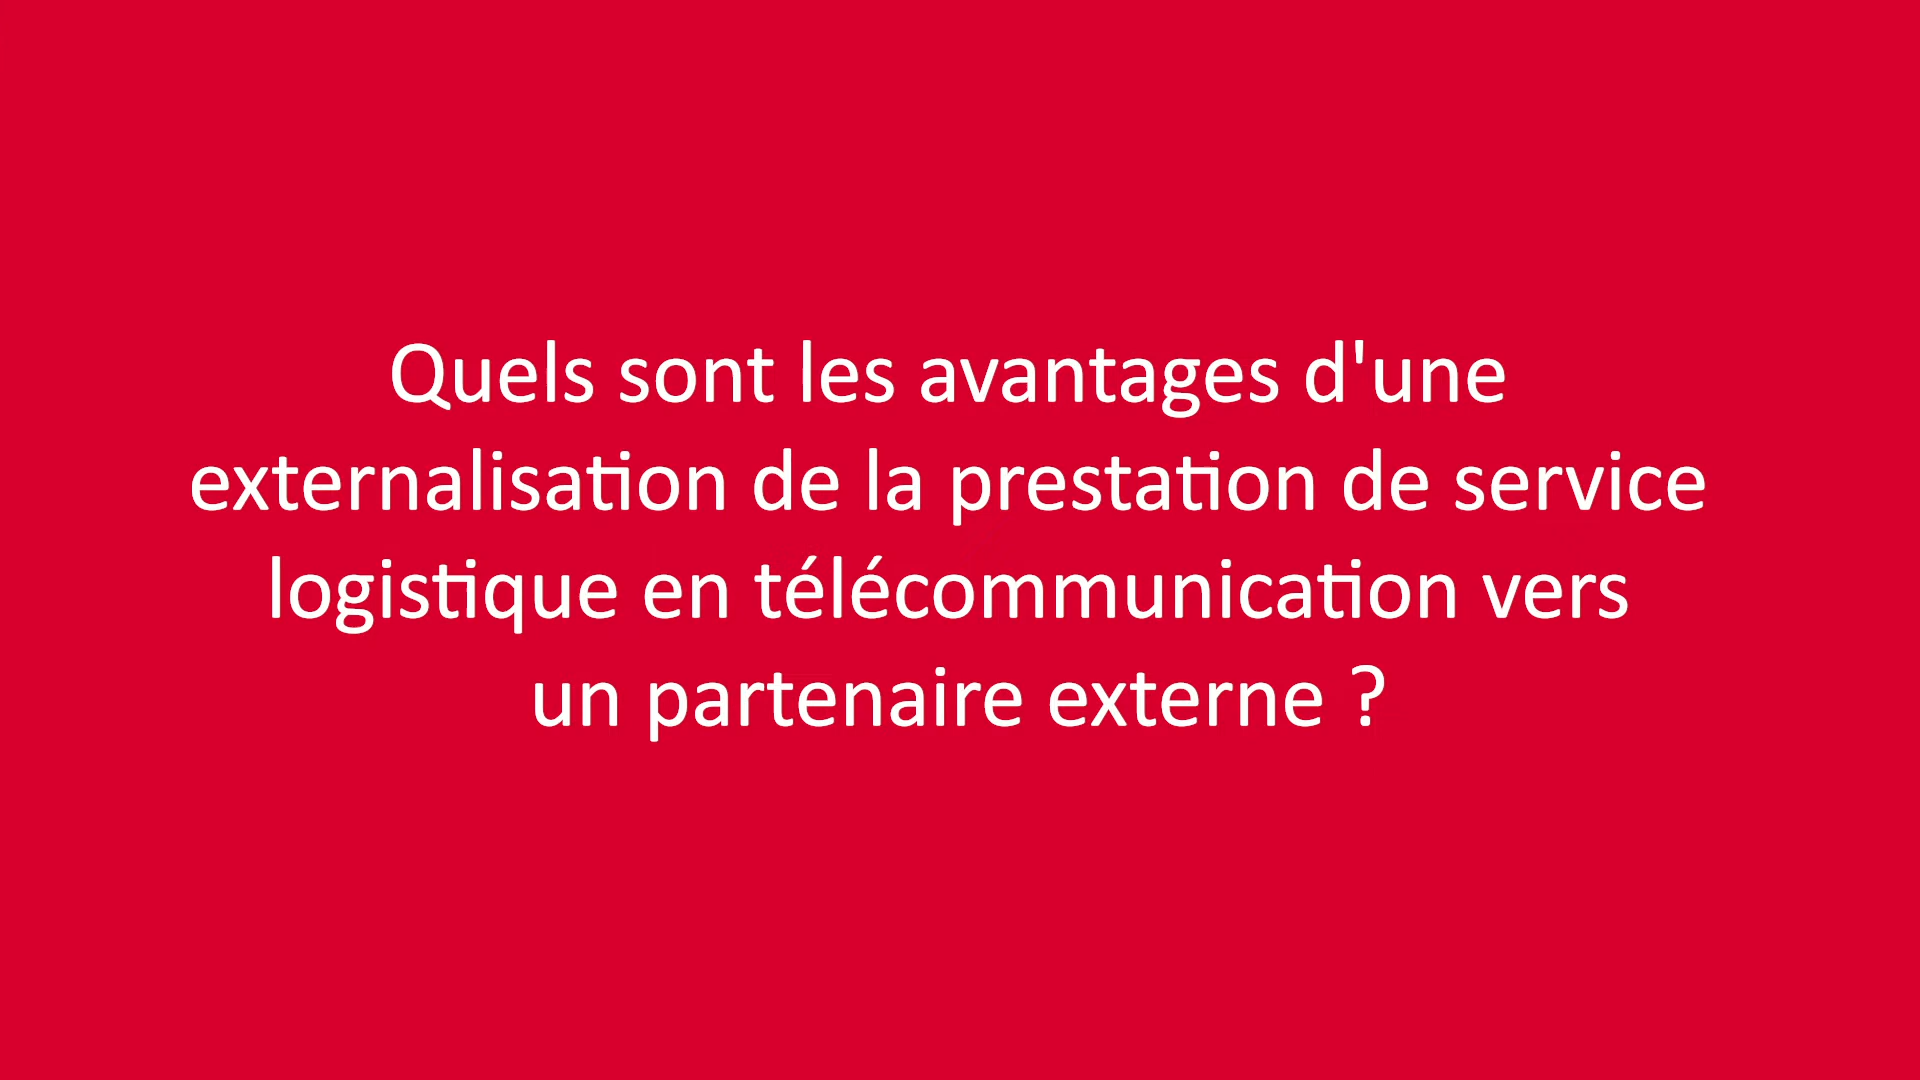 Quels sont les avantages d'une
externalisation de la prestation de service
logistique en télécommunication vers
un partenaire externe ?